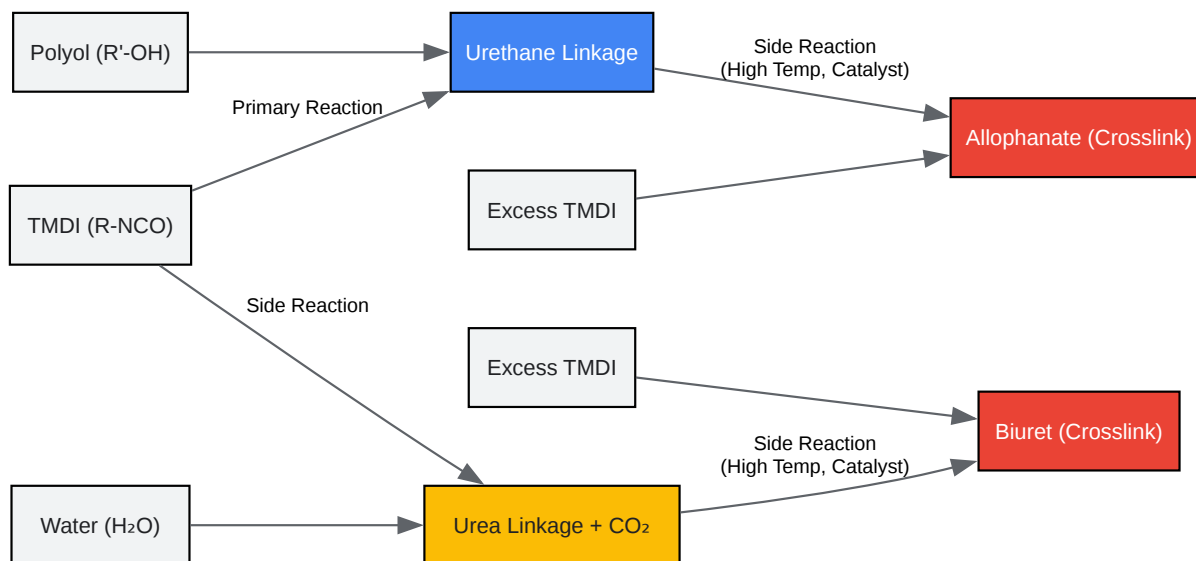 Polyol (R'-OH)
Urethane Linkage
Side Reaction
(High Temp, Catalyst)
Primary Reaction
Allophanate (Crosslink)
TMDI (R-NCO)
Excess TMDI
Side Reaction
Excess TMDI
Biuret (Crosslink)
Side Reaction
(High Temp, Catalyst)
Water (H₂O)
Urea Linkage + CO₂